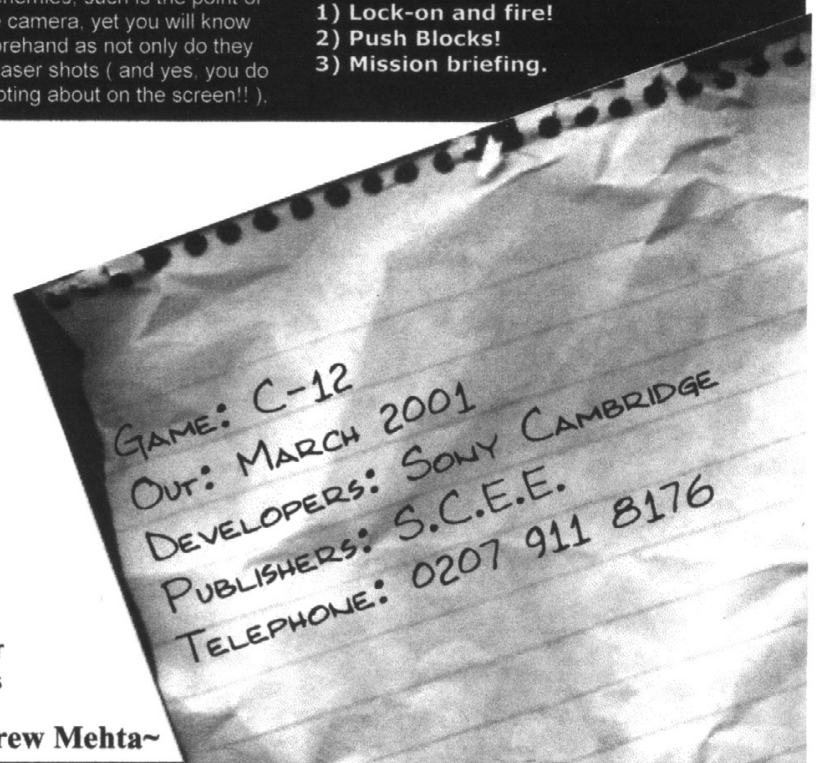 enemies, such is the point of
camera, yet you will know
rehand as not only do they
aser shots ( and yes, you do
oting about on the screen!! ).
1) Lock-on and fire!
2) Push Blocks!
3) Mission briefing.
GAME: C-12
OUT: MARCH 2001
DEVELOPERS: SONY CAMBRIDGE
PUBLISHERS: S.C.E.E.
TELEPHONE: 0207 911 8176
rew Mehta~